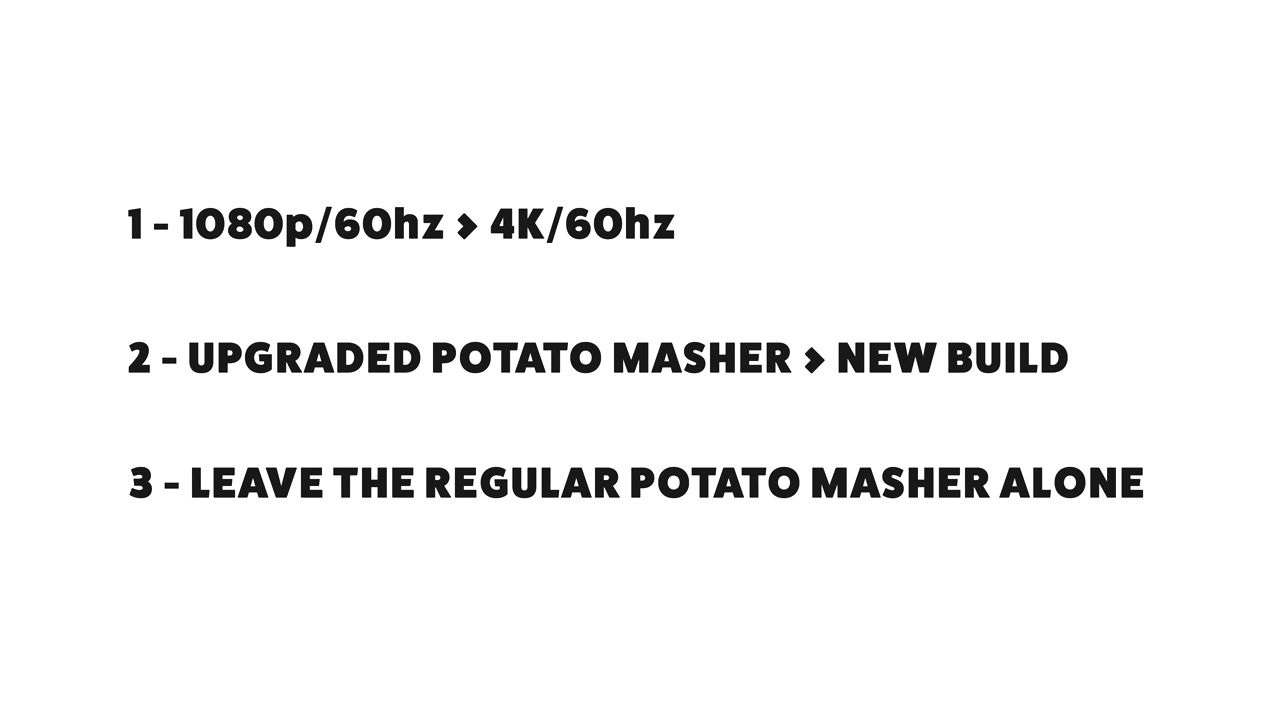 1 - 1080p/60hz > 4K/60hz
2 - UPGRADED POTATO MASHER > NEW BUILD
3 - LEAVE THE REGULAR POTATO MASHER ALONE